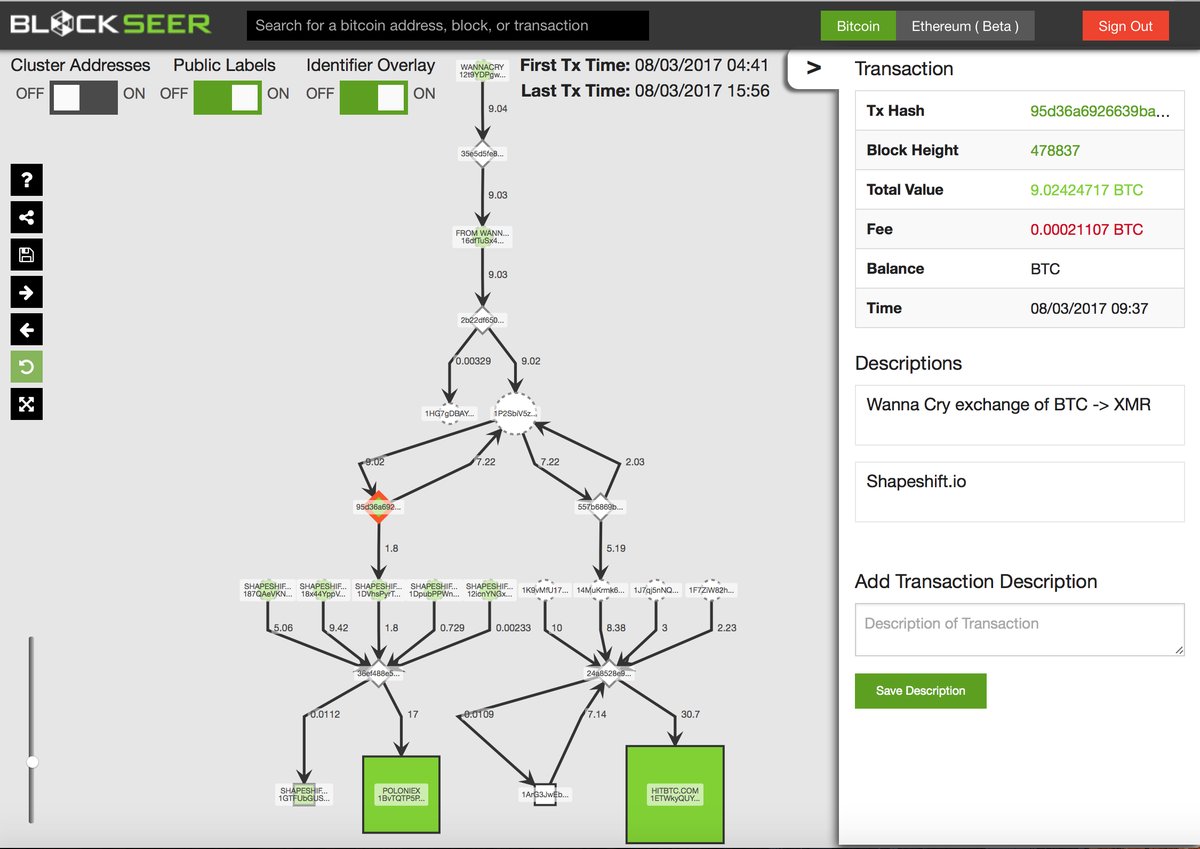 BLOCKSEER
Search for a bitcoin address, block, or transaction
Bitcoin
Ethereum ( Beta )
Sign Out
Cluster Addresses
OFF
ON
Public Labels
OFF
ON
Identifier Overlay
OFF
ON
First Tx Time: 08/03/2017 04:41
Last Tx Time: 08/03/2017 15:56
?
WANNACRY
12t9YDPgw...
9.04
35e5d5fe8...
9.03
FROM WANN...
16dfTuSx4...
9.03
2b22df650...
0.00329
9.02
1HG7gDBAY...
1P2SbiV5z...
9.02
7.22
7.22
2.03
95d36a692...
557b6869b...
1.8
5.19
SHAPESHIF...
187QAeVKN...
SHAPESHIF...
18x44YppV...
SHAPESHIF...
1DVhsPyrT...
SHAPESHIF...
1DpubPPWn...
SHAPESHIF...
12icnYNGx...
1K9vMfU17...
14MuKrmk6...
1J7qj5nNQ...
1F7ZiW82h...
5.06
9.42
1.8
0.729
0.00233
10
8.38
3
2.23
36ef488e5...
24a8528e9...
0.0112
17
0.0109
7.14
30.7
SHAPESHIF...
1GTFUbGUS...
POLONIEX
1BvTQTP5P...
1ArG3JwEb...
HITBTC.COM
1ETWkyQUY...
>
Transaction
Tx Hash
95d36a6926639ba...
Block Height
478837
Total Value
9.02424717 BTC
Fee
0.00021107 BTC
Balance
BTC
Time
08/03/2017 09:37
Descriptions
Wanna Cry exchange of BTC -> XMR
Shapeshift.io
Add Transaction Description
Description of Transaction
Save Description